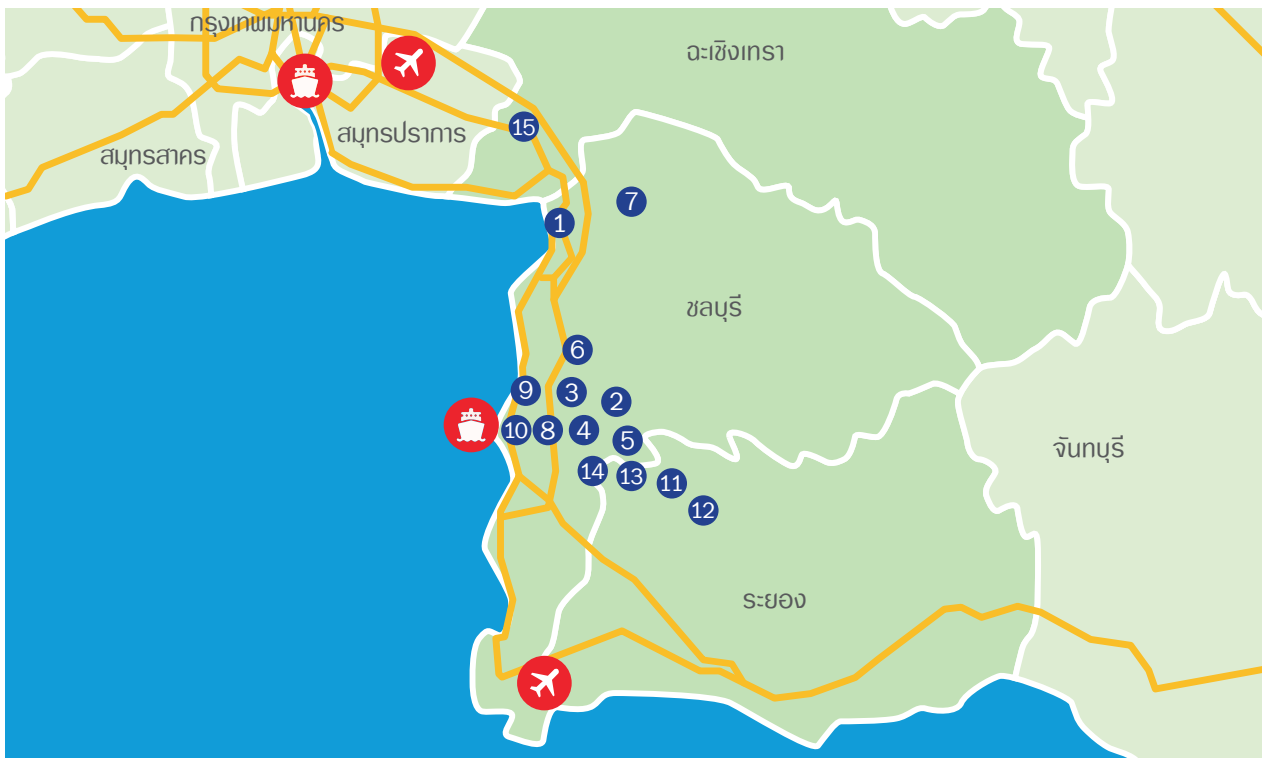 กรุงเทพมหานคร
ฉะเชิงเทรา
สมุทรปราการ
สมุทรสาคร
15
7
1
ชลบุรี
6
9
3
2
10
8
4
5
จันทบุรี
14
13
11
12
ระยอง